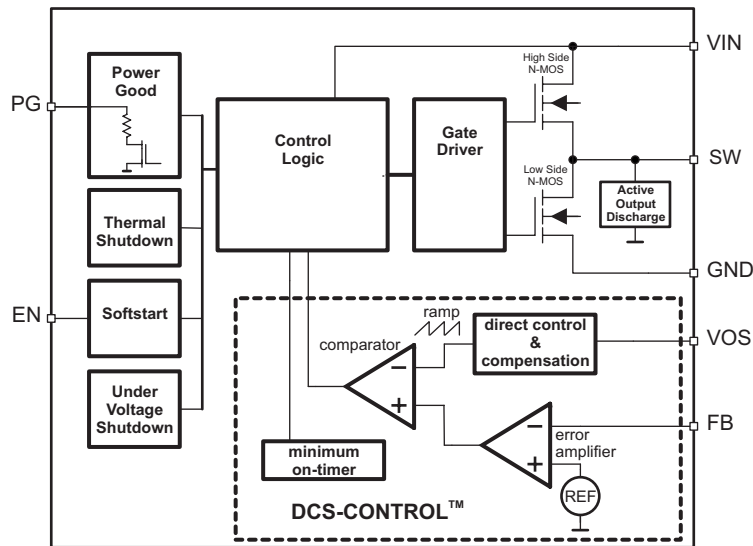 VIN
High Side
N-MOS
Power
Good
PG
Control
Logic
Gate
Driver
SW
Low Side
N-MOS
Active
Output
Discharge
Thermal
Shutdown
GND
EN
Softstart
ramp
comparator
direct control
&
compensation
VOS
−
+
Under
Voltage
Shutdown
minimum
on-timer
FB
−
+
error
amplifier
REF
DCS-CONTROL™